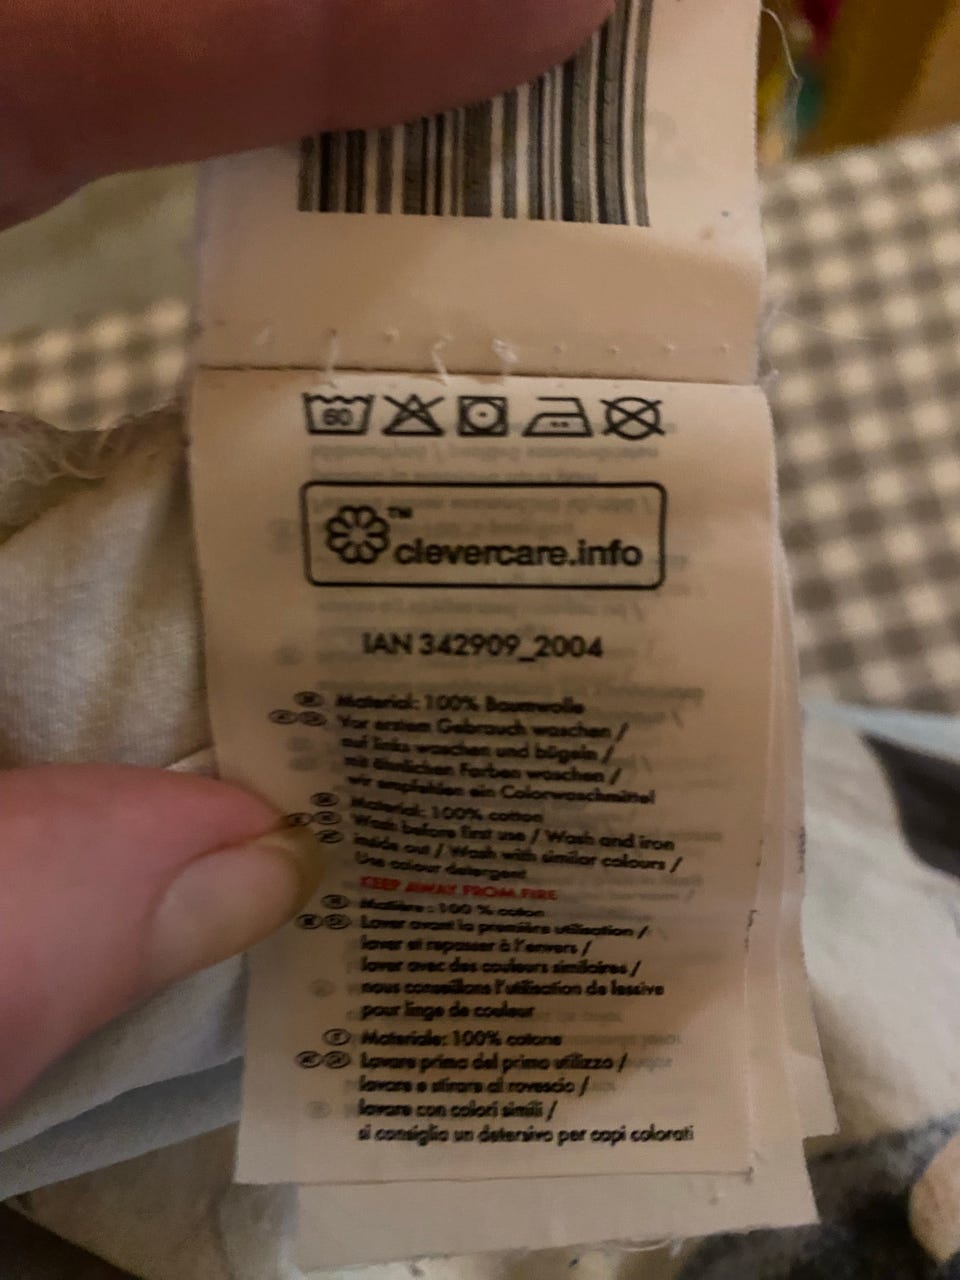 60
™
clevercare.info
IAN 342909_2004
Material: 100% Baumwolle
Vor erstem Gebrauch waschen /
auf links waschen und bügeln /
mit ähnlichen Farben waschen /
wir empfehlen ein Colorwaschmittel
Material: 100% cotton
Wash before first use / Wash and iron
inside out / Wash with similar colours /
Use colour detergent
KEEP AWAY FROM FIRE
Matière : 100 % coton
Laver avant la première utilisation /
laver et repasser à l'envers /
laver avec des couleurs similaires /
nous conseillons l'utilisation de lessive
pour linge de couleur
Materiale: 100% cotone
Lavare prima del primo utilizzo /
lavare e stirare al rovescio /
lavare con colori simili /
si consiglia un detersivo per capi colorati